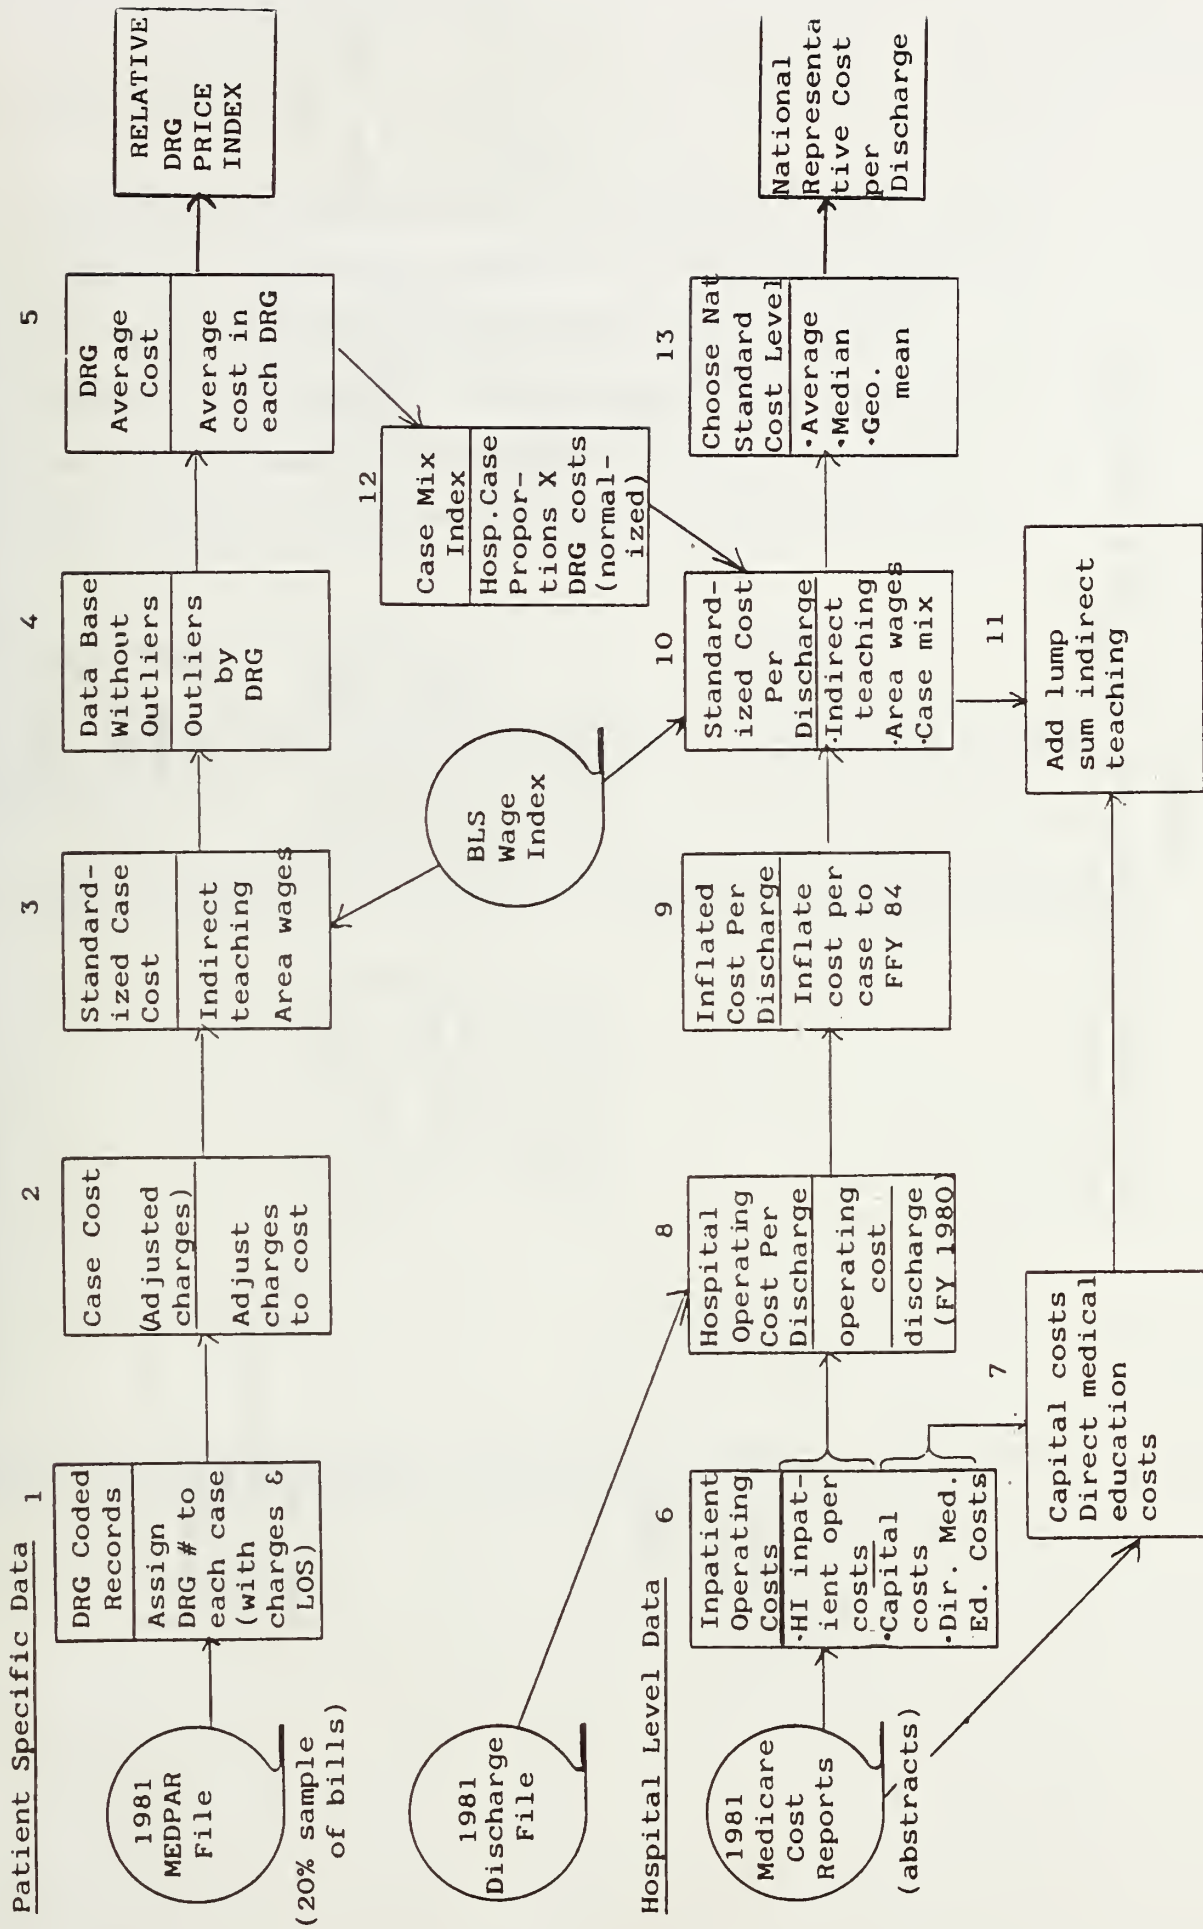 Patient Specific Data
1
2
3
4
5
1981
MEDPAR
File
(20% sample
of bills)
DRG Coded
Records
Assign
DRG # to
each case
(with
charges &
LOS)
Case Cost
(Adjusted
charges)
Adjust
charges
to cost
Standard-
ized Case
Cost
Indirect
teaching
Area wages
Data Base
Without
Outliers
Outliers
by
DRG
DRG
Average
Cost
Average
cost in
each DRG
RELATIVE
DRG
PRICE
INDEX
1981
Discharge
File
BLS
Wage
Index
12
Case Mix
Index
Hosp.Case
Propor-
tions X
DRG costs
(normal-
ized)
Hospital Level Data
6
8
9
10
13
1981
Medicare
Cost
Reports
(abstracts)
Inpatient
Operating
Costs
•HI inpat-
ient oper
costs
•Capital
costs
•Dir. Med.
Ed. Costs
Hospital
Operating
Cost Per
Discharge
operating
cost
discharge
(FY 1980)
Inflated
Cost Per
Discharge
Inflate
cost per
case to
FFY 84
Standard-
ized Cost
Per
Discharge
•Indirect
teaching
•Area wages
•Case mix
Choose Nat
Standard
Cost Level
•Average
•Median
•Geo.
mean
National
Representa
tive Cost
per
Discharge
7
Capital costs
Direct medical
education
costs
11
Add lump
sum indirect
teaching